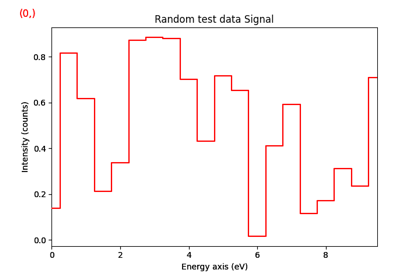 (0,)
Random test data Signal
Intensity (counts)
0.8
0.6
0.4
0.2
0.0
0 2 4 6 8
Energy axis (eV)